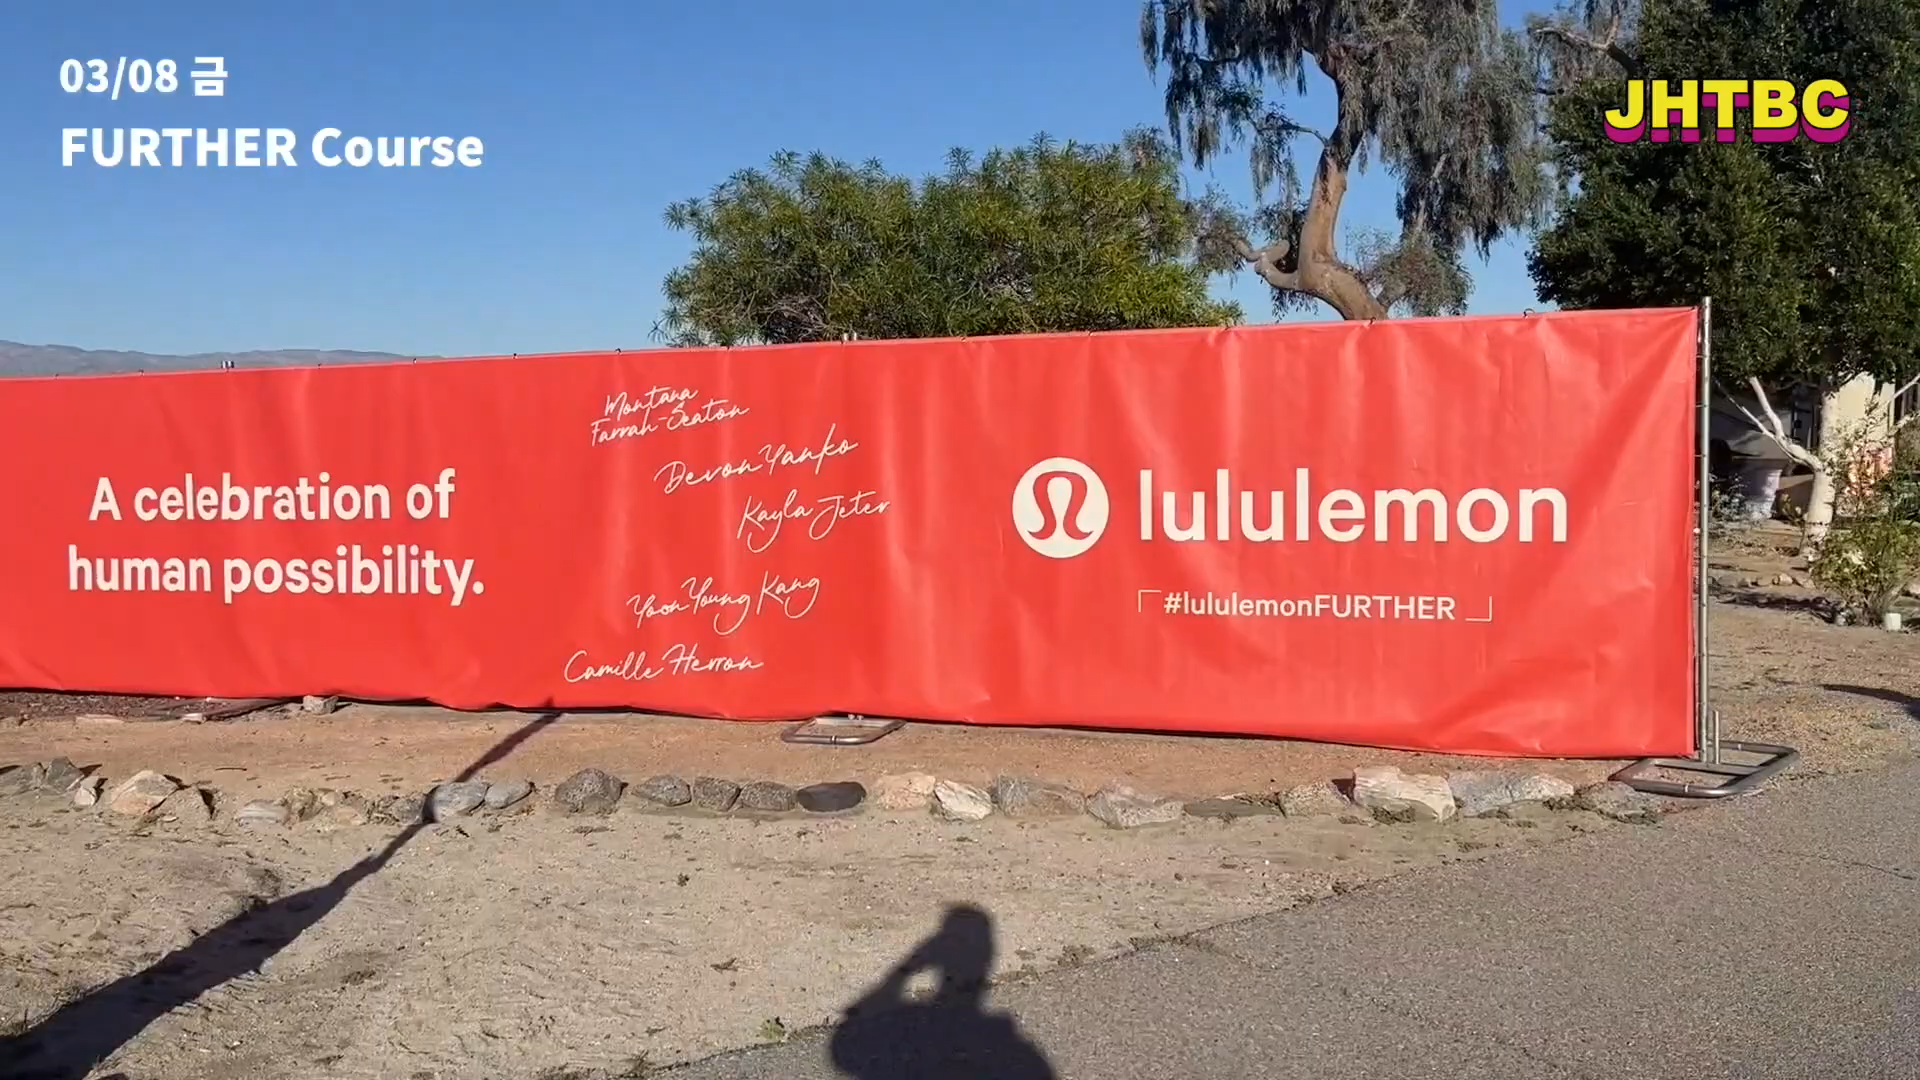 03/08 금
FURTHER Course
JHTBC
A celebration of
human possibility.
Montana
Farrah-Seaton
Devon Yanko
Kayla Jeter
Yoon Young Kang
Camille Herron
lululemon
#lululemonFURTHER